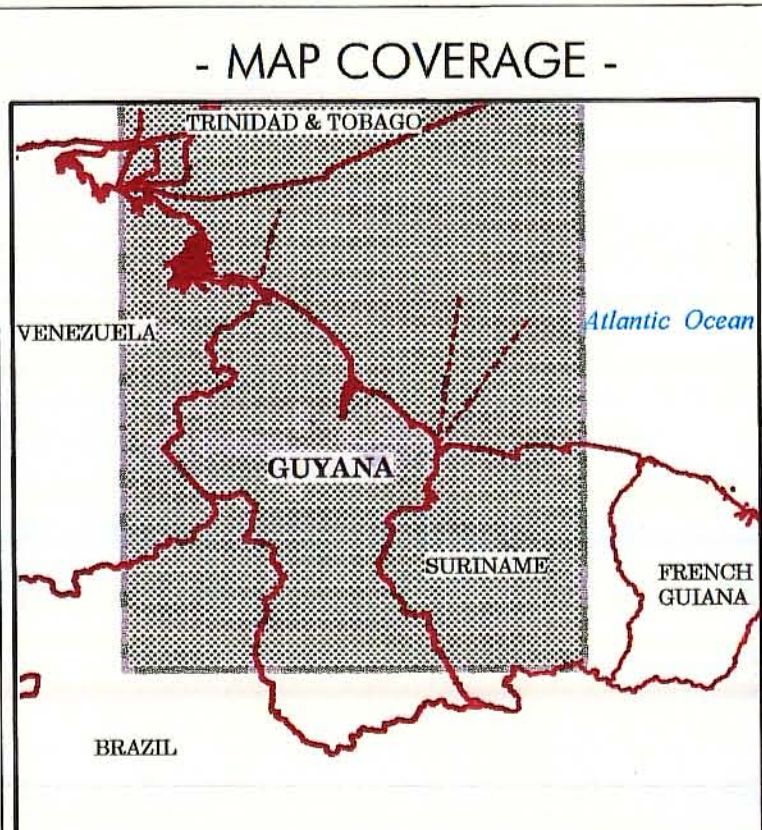 - MAP COVERAGE -
TRINIDAD & TOBAGO
VENEZUELA
Atlantic Ocean
GUYANA
SURINAME
FRENCH
GUIANA
BRAZIL